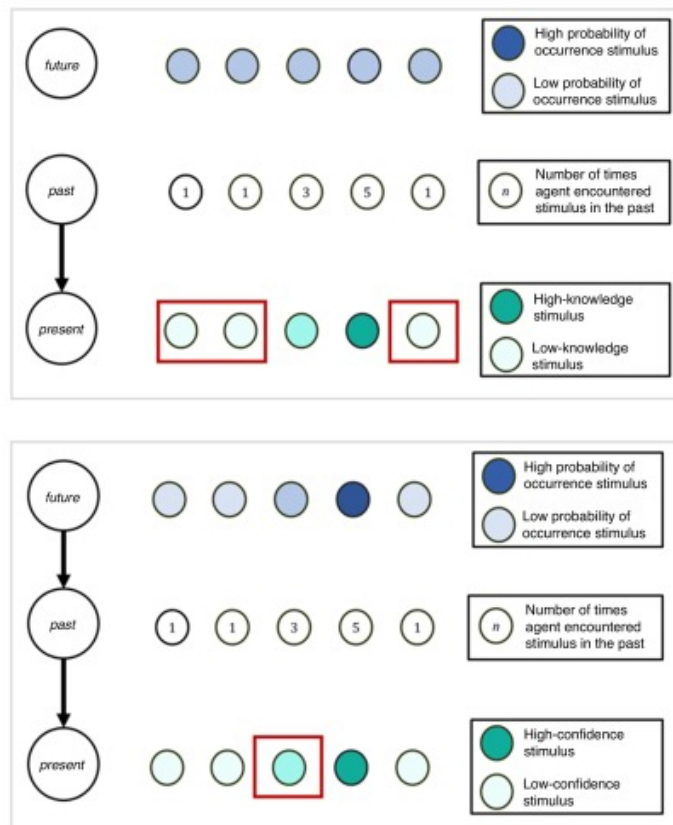 future
High probability of
occurrence stimulus
Low probability of
occurrence stimulus
past
1 1 3 5 1
n
Number of times
agent encountered
stimulus in the past
present
High-knowledge
stimulus
Low-knowledge
stimulus
future
High probability of
occurrence stimulus
Low probability of
occurrence stimulus
past
1 1 3 5 1
n
Number of times
agent encountered
stimulus in the past
present
High-confidence
stimulus
Low-confidence
stimulus